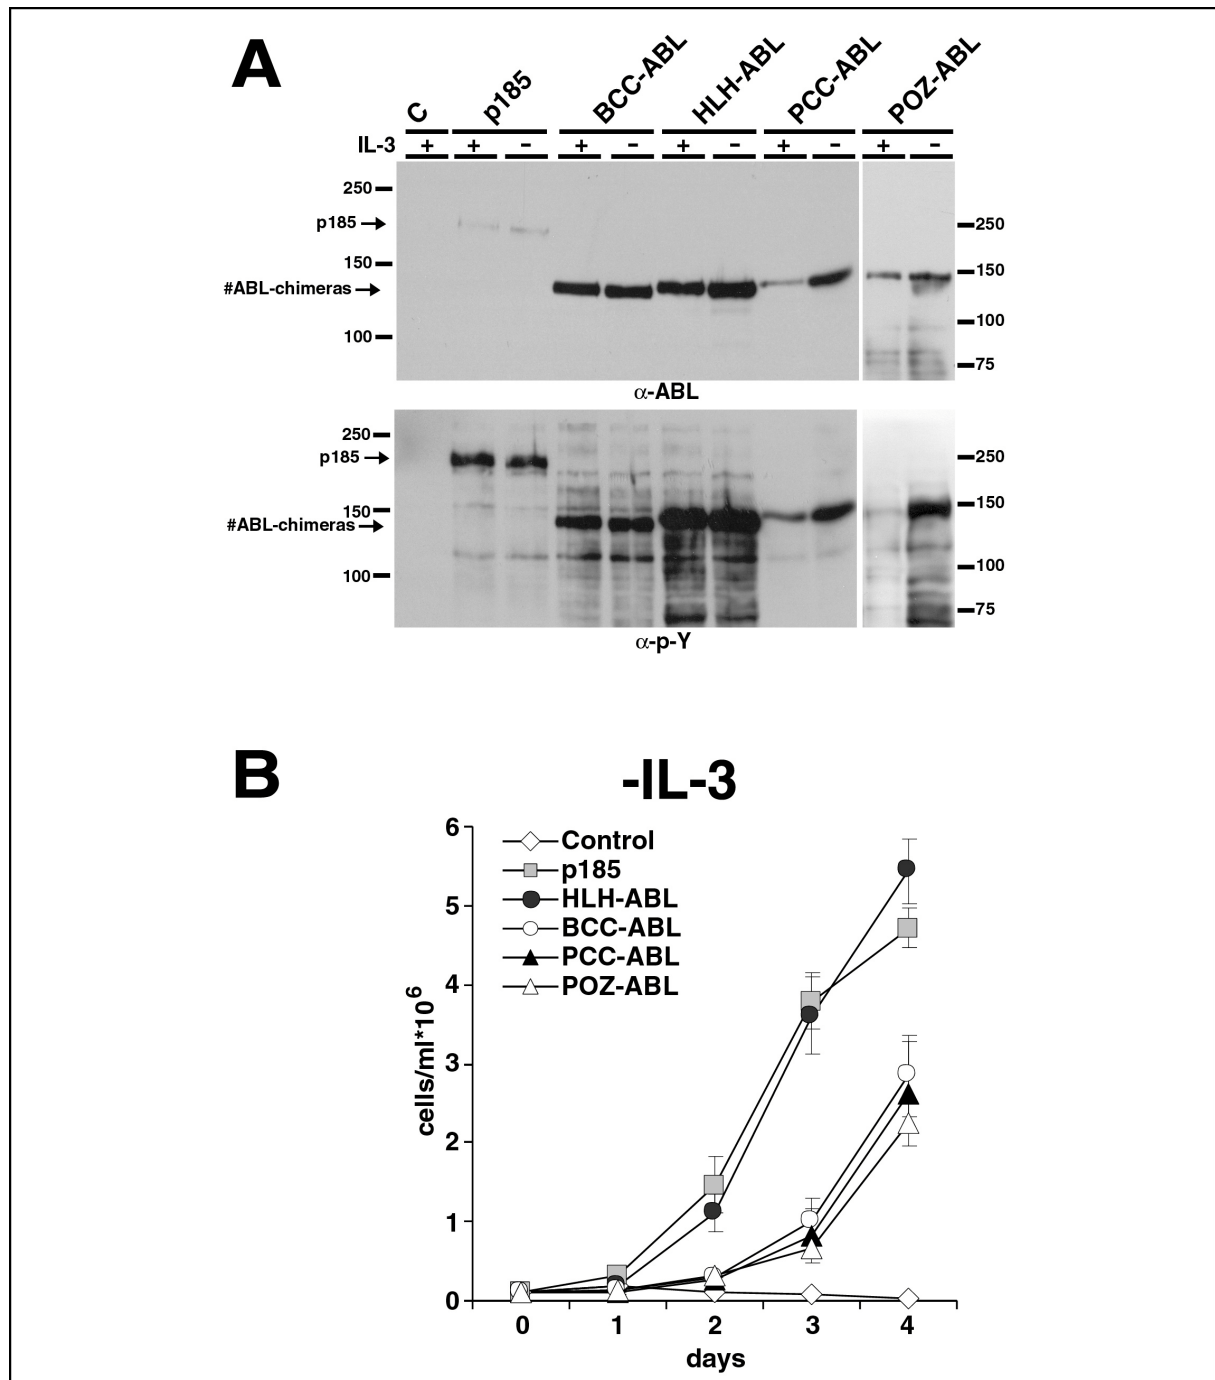 A
C p185 BCC-ABL HLH-ABL PCC-ABL POZ-ABL
IL-3 + + - + - + - + - + -
250
p185
150
#ABL-chimeras
100
250
150
100
75
α-ABL
250
p185
150
#ABL-chimeras
100
250
150
100
75
α-p-Y
B
-IL-3
Control
p185
HLH-ABL
BCC-ABL
PCC-ABL
POZ-ABL
cells/ml*10^6
6
5
4
3
2
1
0
0 1 2 3 4
days